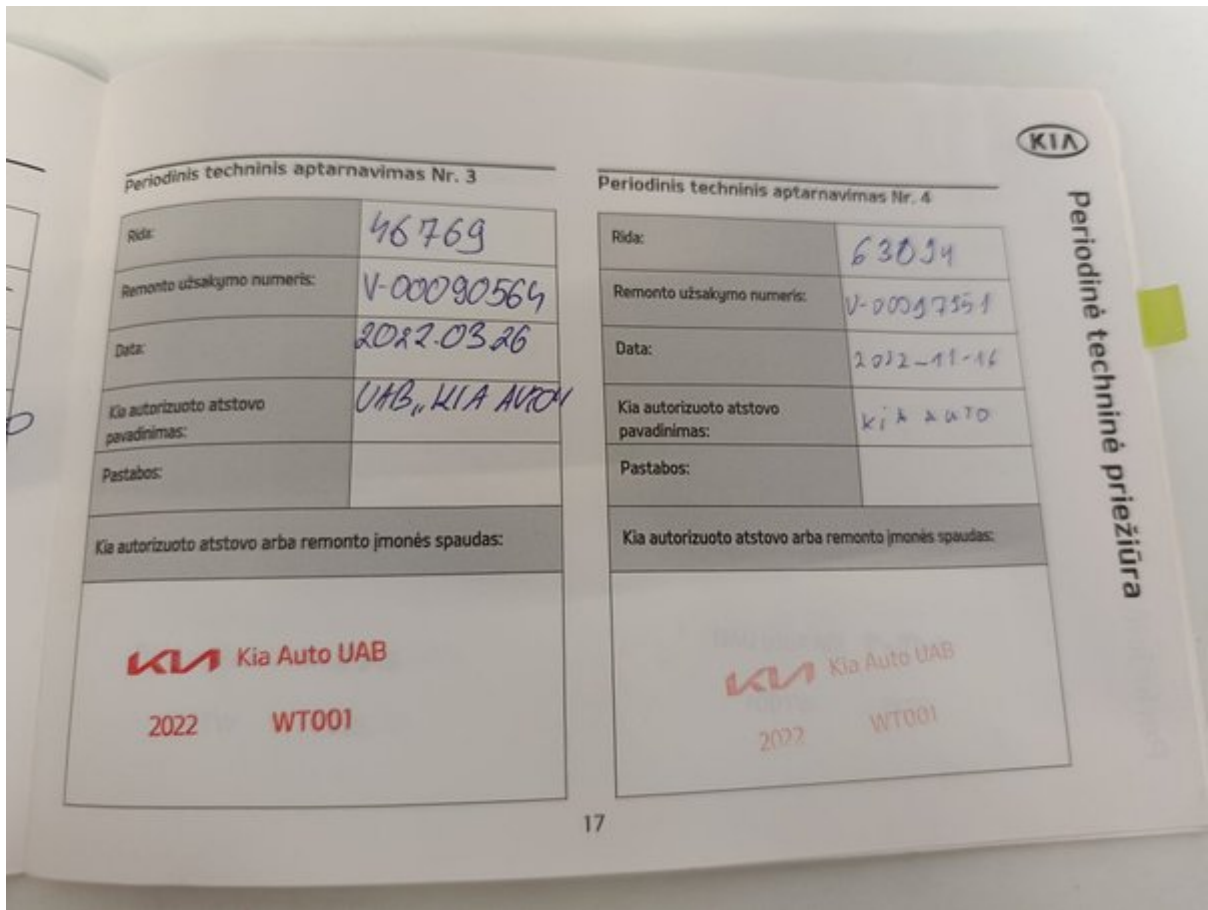 KIA
Periodinė techninė priežiūra
Periodinis techninis aptarnavimas Nr. 3
Rida: 46769
Remonto užsakymo numeris: V-00090564
Data: 2022.03.26
Kia autorizuoto atstovo
pavadinimas: UAB „KIA AUTO“
Pastabos:
Kia autorizuoto atstovo arba remonto įmonės spaudas:
KIA Kia Auto UAB
2022 WT001
Periodinis techninis aptarnavimas Nr. 4
Rida:
Remonto užsakymo numeris:
Data: 2022-11-16
Kia autorizuoto atstovo
pavadinimas: Kia auto
Pastabos:
Kia autorizuoto atstovo arba remonto įmonės spaudas:
KIA Kia Auto UAB
2022 WT001
17